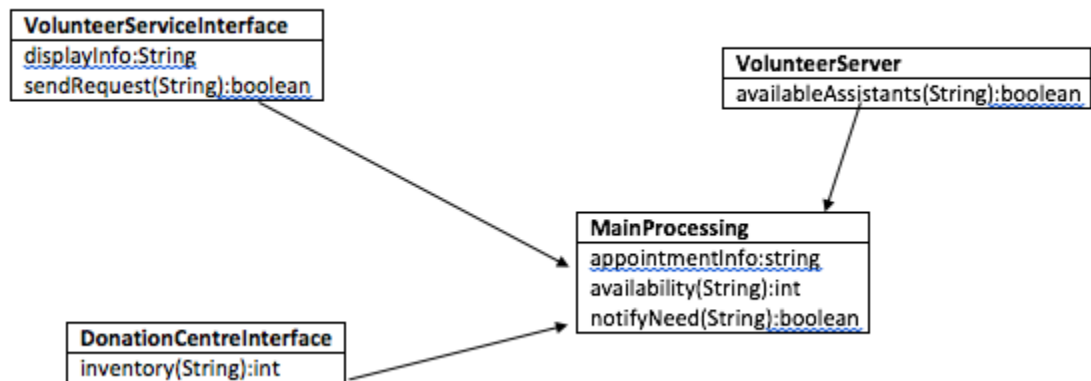 VolunteerServiceInterface
displayInfo:String
sendRequest(String):boolean
VolunteerServer
availableAssistants(String):boolean
MainProcessing
appointmentInfo:string
availability(String):int
notifyNeed(String):boolean
DonationCentreInterface
inventory(String):int